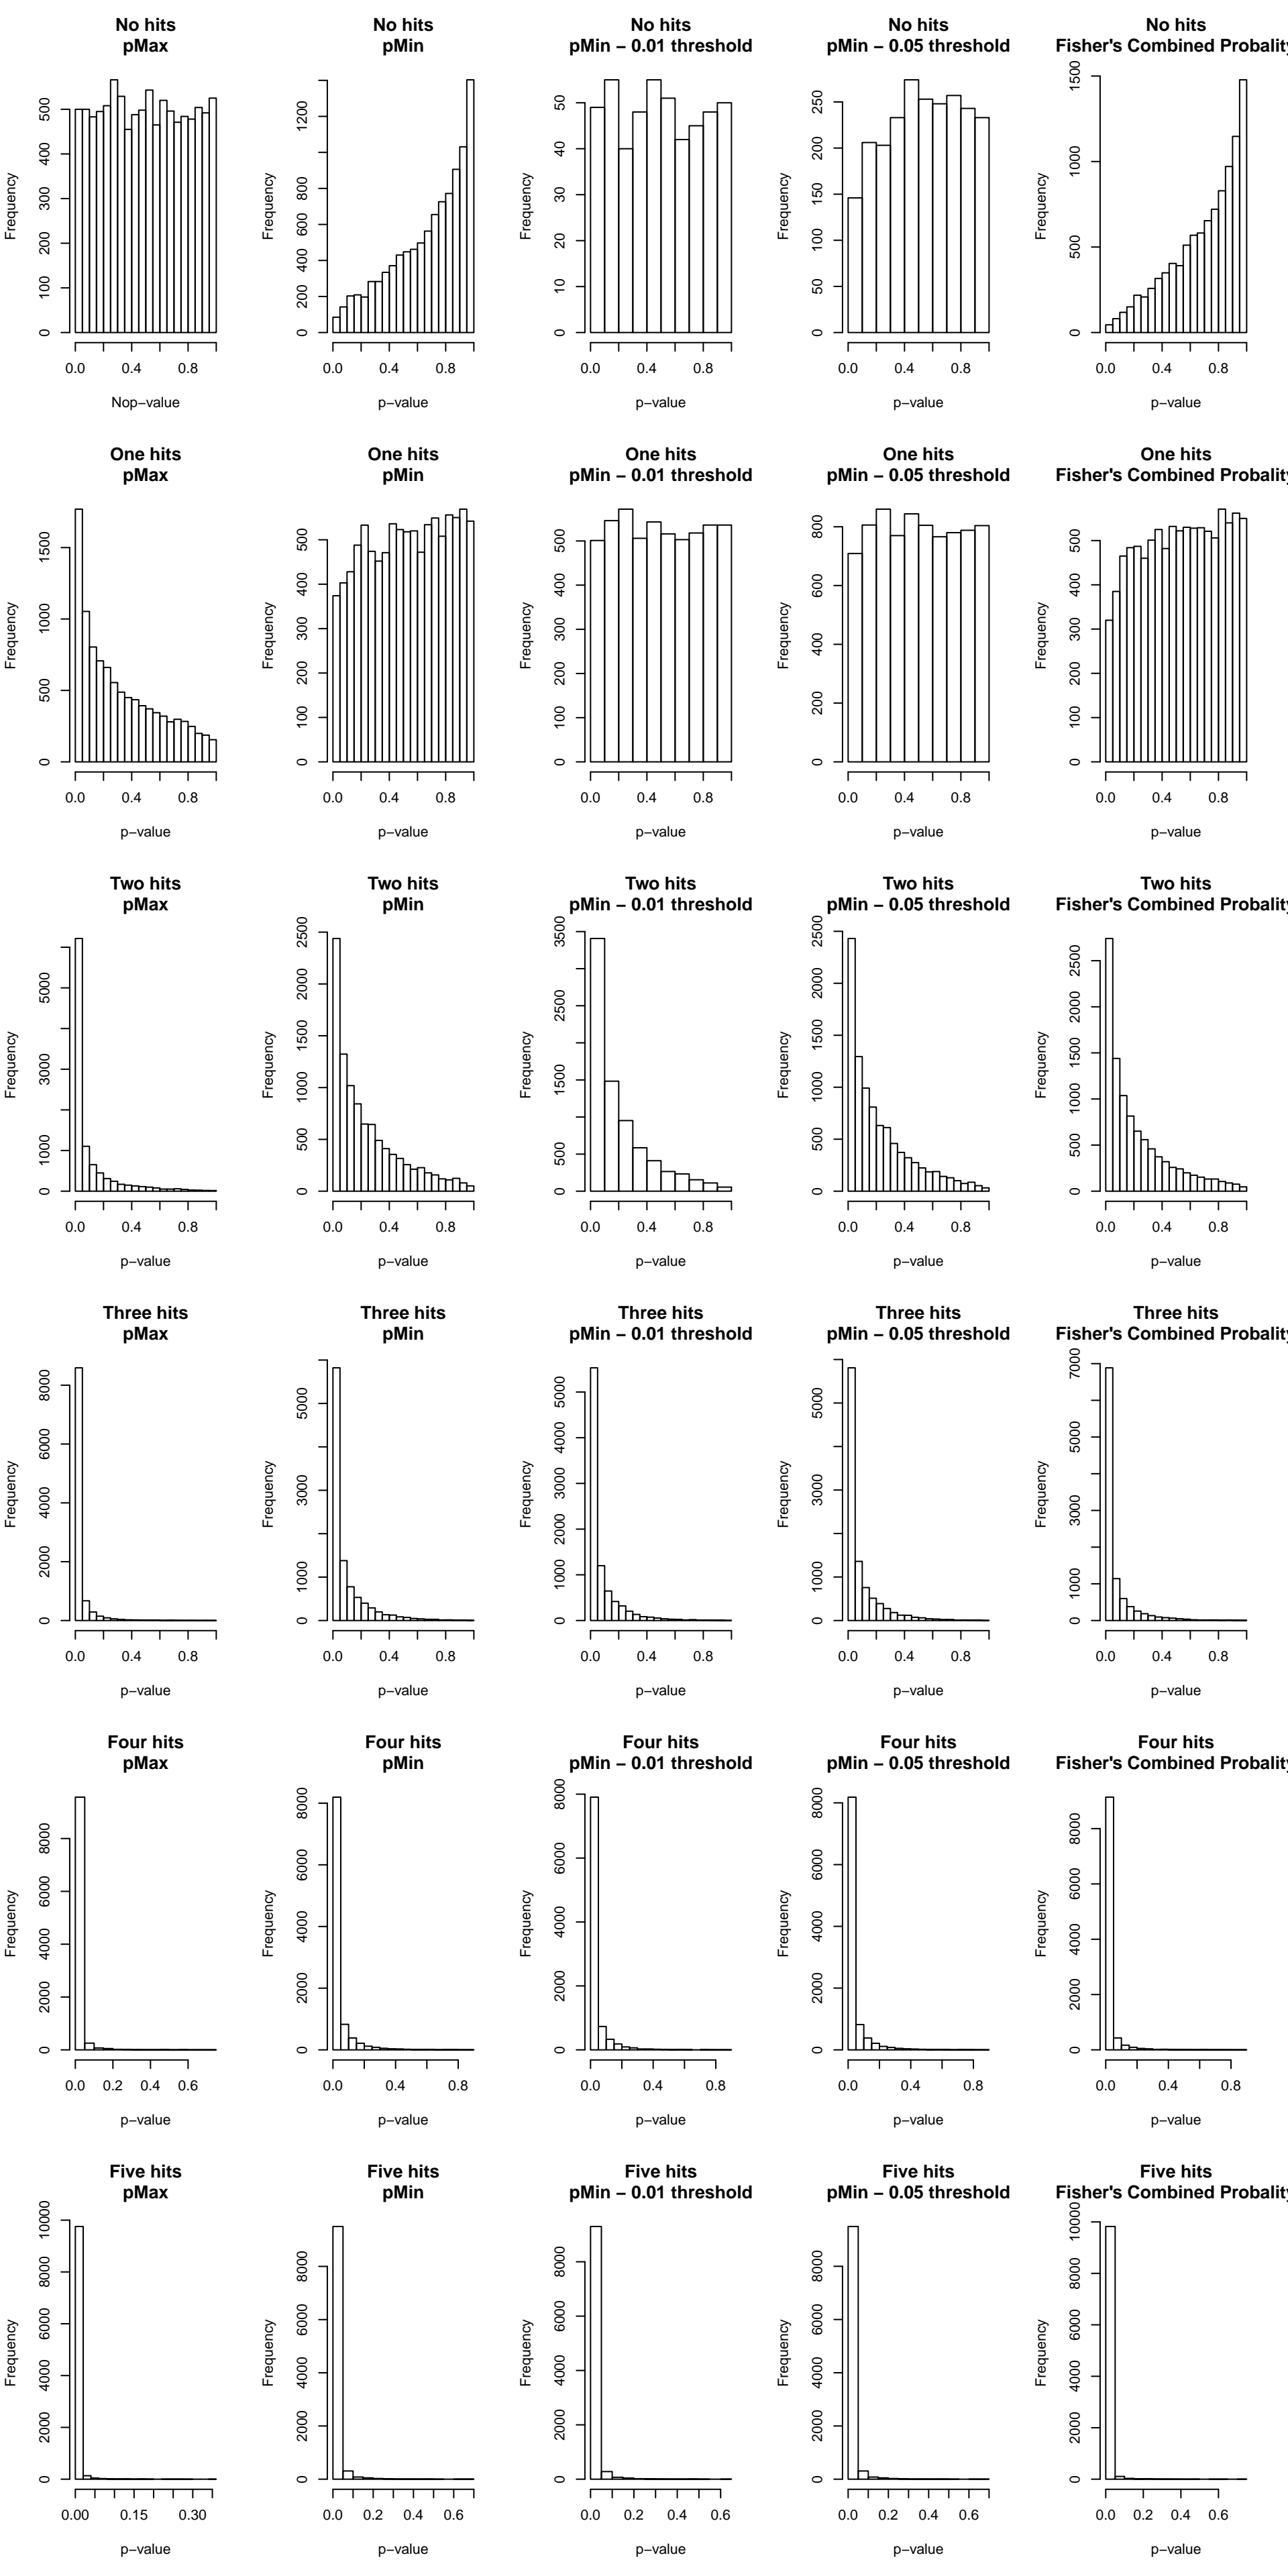 No hits
pMax
Frequency
0 100 200 300 400 500
0.0 0.4 0.8
Nop−value
No hits
pMin
Frequency
0 200 400 600 800 1200
0.0 0.4 0.8
p−value
No hits
pMin − 0.01 threshold
Frequency
0 10 20 30 40 50
0.0 0.4 0.8
p−value
No hits
pMin − 0.05 threshold
Frequency
0 50 100 150 200 250
0.0 0.4 0.8
p−value
No hits
Fisher's Combined Probality
Frequency
0 500 1000 1500
0.0 0.4 0.8
p−value
One hits
pMax
Frequency
0 500 1000 1500
0.0 0.4 0.8
p−value
One hits
pMin
Frequency
0 100 200 300 400 500
0.0 0.4 0.8
p−value
One hits
pMin − 0.01 threshold
Frequency
0 100 200 300 400 500
0.0 0.4 0.8
p−value
One hits
pMin − 0.05 threshold
Frequency
0 200 400 600 800
0.0 0.4 0.8
p−value
One hits
Fisher's Combined Probality
Frequency
0 100 200 300 400 500
0.0 0.4 0.8
p−value
Two hits
pMax
Frequency
0 1000 3000 5000
0.0 0.4 0.8
p−value
Two hits
pMin
Frequency
0 500 1000 1500 2000 2500
0.0 0.4 0.8
p−value
Two hits
pMin − 0.01 threshold
Frequency
0 500 1500 2500 3500
0.0 0.4 0.8
p−value
Two hits
pMin − 0.05 threshold
Frequency
0 500 1000 1500 2000 2500
0.0 0.4 0.8
p−value
Two hits
Fisher's Combined Probality
Frequency
0 500 1000 1500 2000 2500
0.0 0.4 0.8
p−value
Three hits
pMax
Frequency
0 2000 4000 6000 8000
0.0 0.4 0.8
p−value
Three hits
pMin
Frequency
0 1000 3000 5000
0.0 0.4 0.8
p−value
Three hits
pMin − 0.01 threshold
Frequency
0 1000 2000 3000 4000 5000
0.0 0.4 0.8
p−value
Three hits
pMin − 0.05 threshold
Frequency
0 1000 3000 5000
0.0 0.4 0.8
p−value
Three hits
Fisher's Combined Probality
Frequency
0 1000 3000 5000 7000
0.0 0.4 0.8
p−value
Four hits
pMax
Frequency
0 2000 4000 6000 8000
0.0 0.2 0.4 0.6
p−value
Four hits
pMin
Frequency
0 2000 4000 6000 8000
0.0 0.4 0.8
p−value
Four hits
pMin − 0.01 threshold
Frequency
0 2000 4000 6000 8000
0.0 0.4 0.8
p−value
Four hits
pMin − 0.05 threshold
Frequency
0 2000 4000 6000 8000
0.0 0.4 0.8
p−value
Four hits
Fisher's Combined Probality
Frequency
0 2000 4000 6000 8000
0.0 0.4 0.8
p−value
Five hits
pMax
Frequency
0 2000 4000 6000 8000 10000
0.00 0.15 0.30
p−value
Five hits
pMin
Frequency
0 2000 4000 6000 8000
0.0 0.2 0.4 0.6
p−value
Five hits
pMin − 0.01 threshold
Frequency
0 2000 4000 6000 8000
0.0 0.2 0.4 0.6
p−value
Five hits
pMin − 0.05 threshold
Frequency
0 2000 4000 6000 8000
0.0 0.2 0.4 0.6
p−value
Five hits
Fisher's Combined Probality
Frequency
0 2000 4000 6000 8000 10000
0.0 0.2 0.4 0.6
p−value